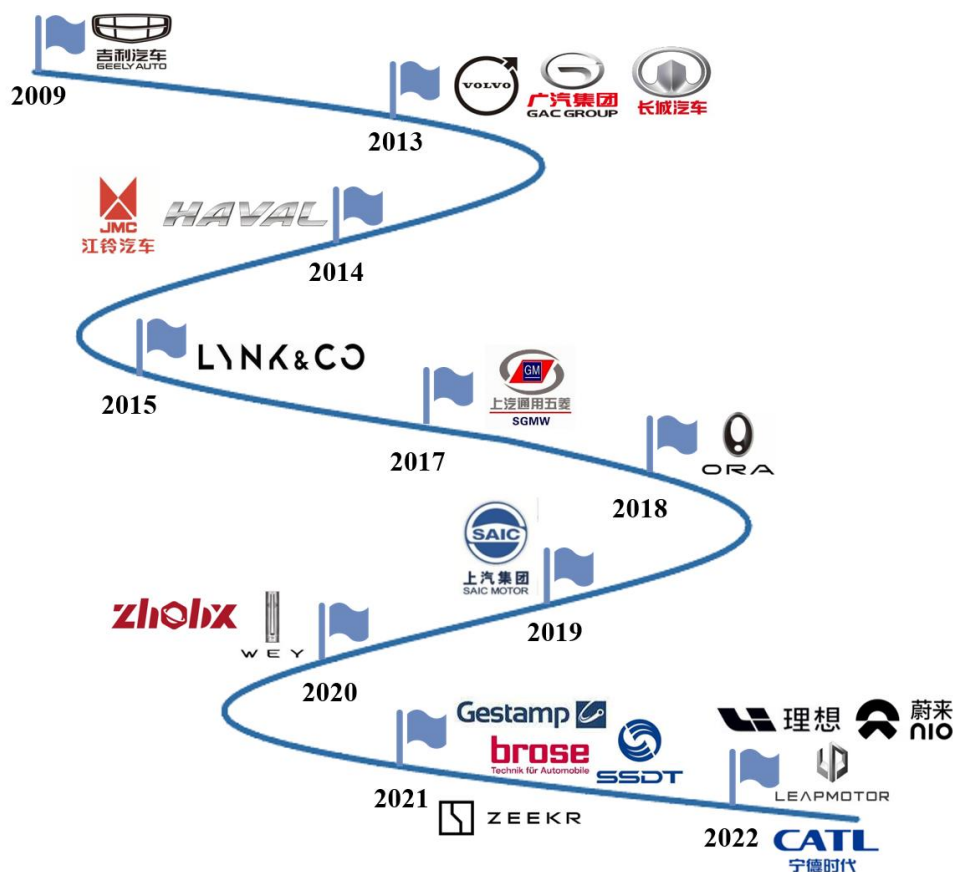 吉利汽车
GEELY AUTO
2009
VOLVO
广汽集团
GAC GROUP
长城汽车
2013
JMC
江铃汽车
HAVAL
2014
LYNK&CO
2015
GM
上汽通用五菱
SGMW
2017
ORA
2018
SAIC
上汽集团
SAIC MOTOR
2019
WEY
2020
Gestamp
brose
Technik für Automobile
SSDT
2021
ZEEKR
理想
蔚来
NIO
LEAPMOTOR
2022
CATL
宁德时代